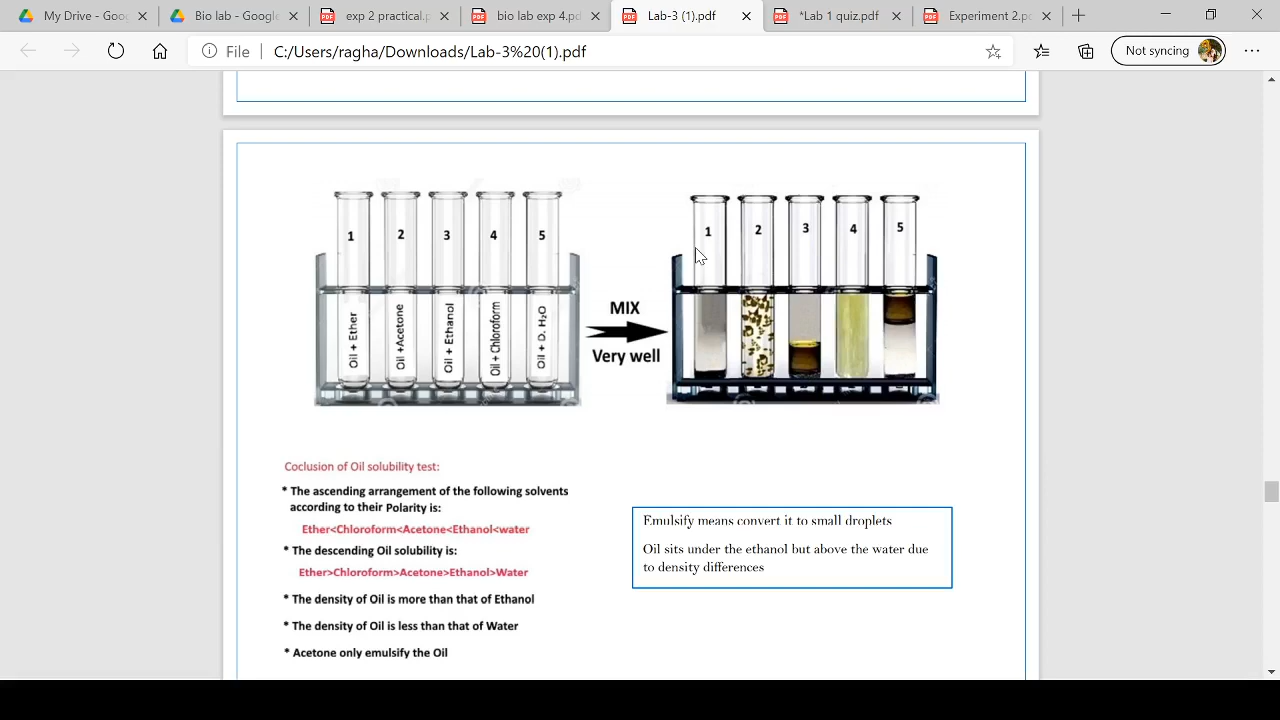 My Drive - Goo
Bio lab - Google
exp 2 practical.p
bio lab exp 4.pd
Lab-3 (1).pdf
*Lab 1 quiz.pdf
Experiment 2.pd
File
C:/Users/ragha/Downloads/Lab-3%20(1).pdf
Not syncing
1 2 3 4 5
Oil + Ether
Oil +Acetone
Oil + Ethanol
Oil + Chloroform
Oil + D. H₂O
MIX
Very well
1 2 3 4 5
Coclusion of Oil solubility test:
* The ascending arrangement of the following solvents
according to their Polarity is:
Ether<Chloroform<Acetone<Ethanol<water
* The descending Oil solubility is:
Ether>Chloroform>Acetone>Ethanol>Water
* The density of Oil is more than that of Ethanol
* The density of Oil is less than that of Water
* Acetone only emulsify the Oil
Emulsify means convert it to small droplets
Oil sits under the ethanol but above the water due
to density differences